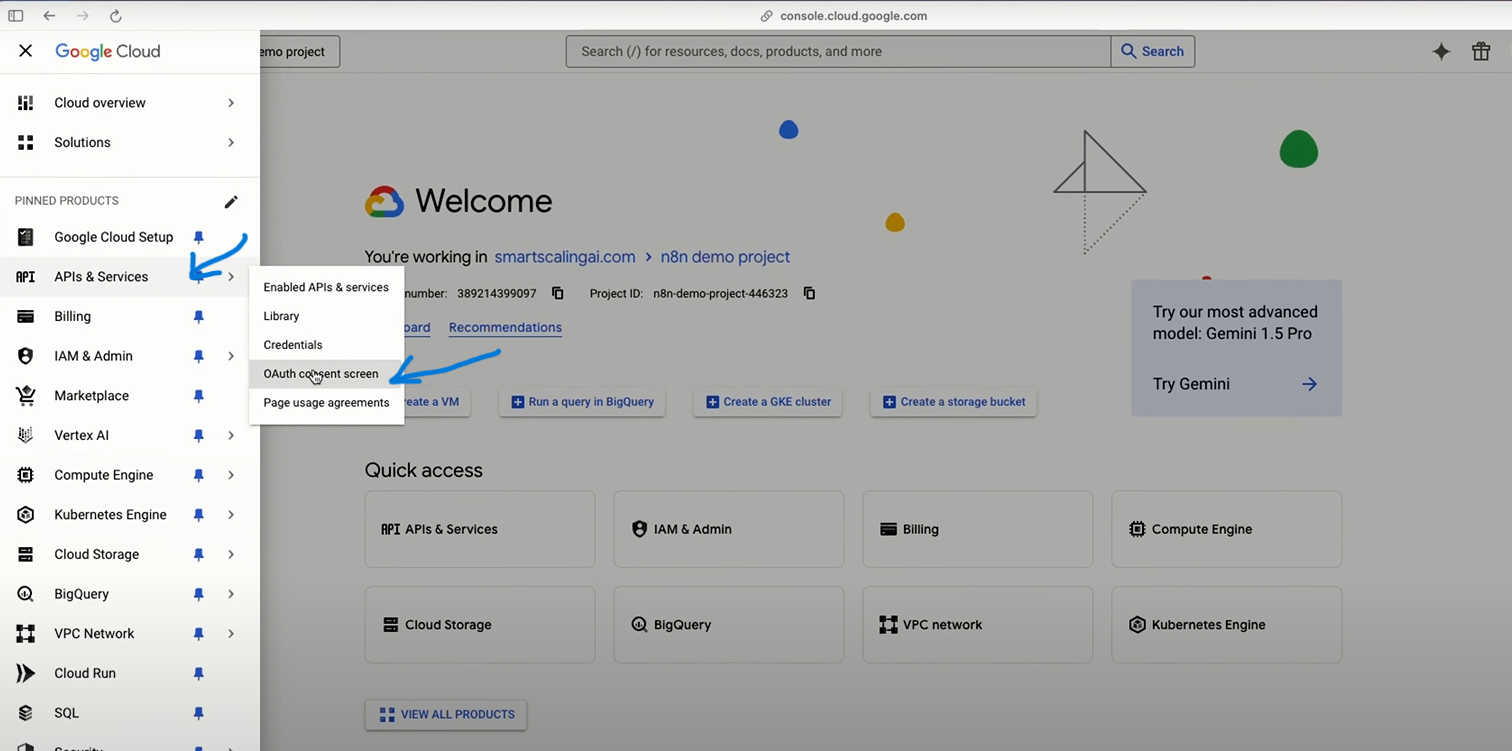 console.cloud.google.com
Google Cloud
emo project
Search (/) for resources, docs, products, and more
Search
Cloud overview
Solutions
PINNED PRODUCTS
Google Cloud Setup
APIs & Services
Billing
IAM & Admin
Marketplace
Vertex AI
Compute Engine
Kubernetes Engine
Cloud Storage
BigQuery
VPC Network
Cloud Run
SQL
Security
Enabled APIs & services
Library
Credentials
OAuth consent screen
Page usage agreements
Welcome
You're working in smartscalingai.com > n8n demo project
number: 389214399097 Project ID: n8n-demo-project-446323
oard Recommendations
reate a VM
Run a query in BigQuery
Create a GKE cluster
Create a storage bucket
Try our most advanced
model: Gemini 1.5 Pro
Try Gemini
Quick access
API APIs & Services
IAM & Admin
Billing
Compute Engine
Cloud Storage
BigQuery
VPC network
Kubernetes Engine
VIEW ALL PRODUCTS